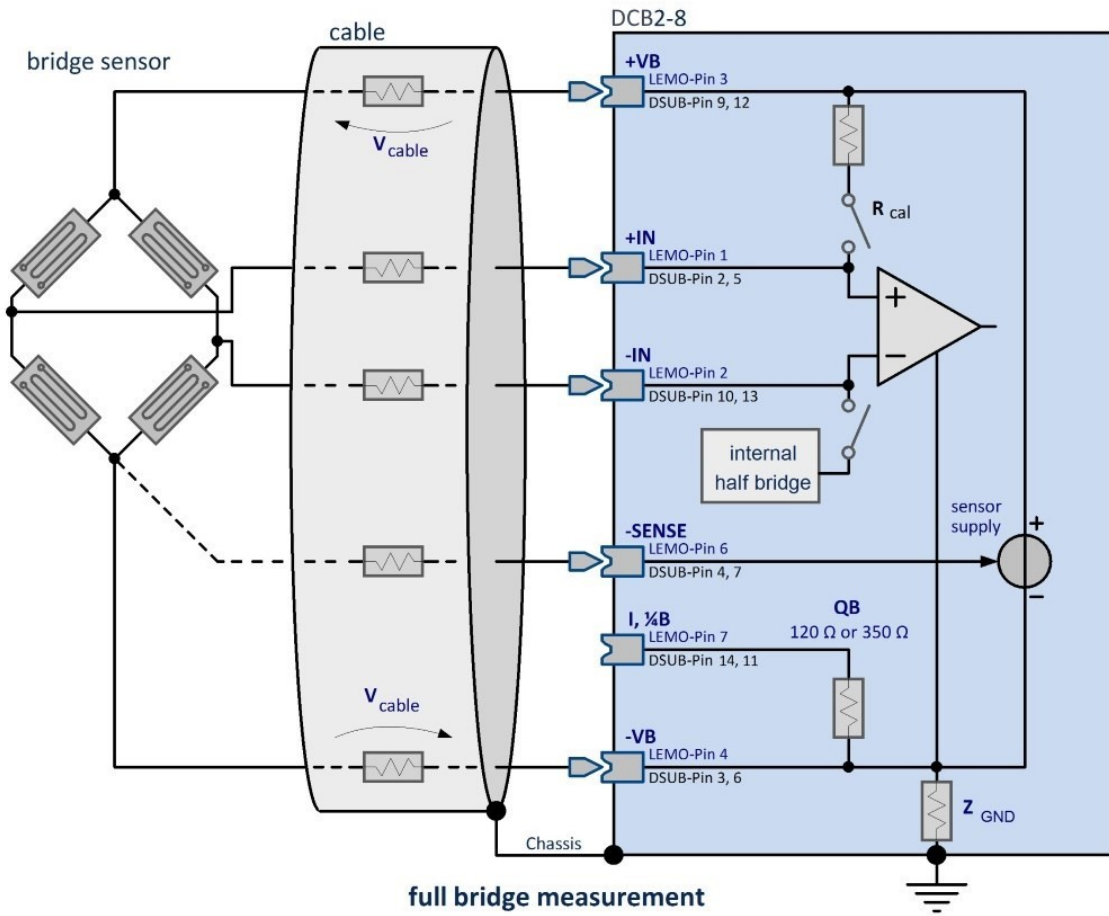 DCB2-8
cable
bridge sensor
+VB
LEMO-Pin 3
DSUB-Pin 9, 12
V cable
R cal
+IN
LEMO-Pin 1
DSUB-Pin 2, 5
+
-IN
LEMO-Pin 2
DSUB-Pin 10, 13
−
internal
half bridge
sensor
supply
+
−
-SENSE
LEMO-Pin 6
DSUB-Pin 4, 7
I, ¼B
LEMO-Pin 7
DSUB-Pin 14, 11
QB
120 Ω or 350 Ω
V cable
-VB
LEMO-Pin 4
DSUB-Pin 3, 6
Z GND
Chassis
full bridge measurement